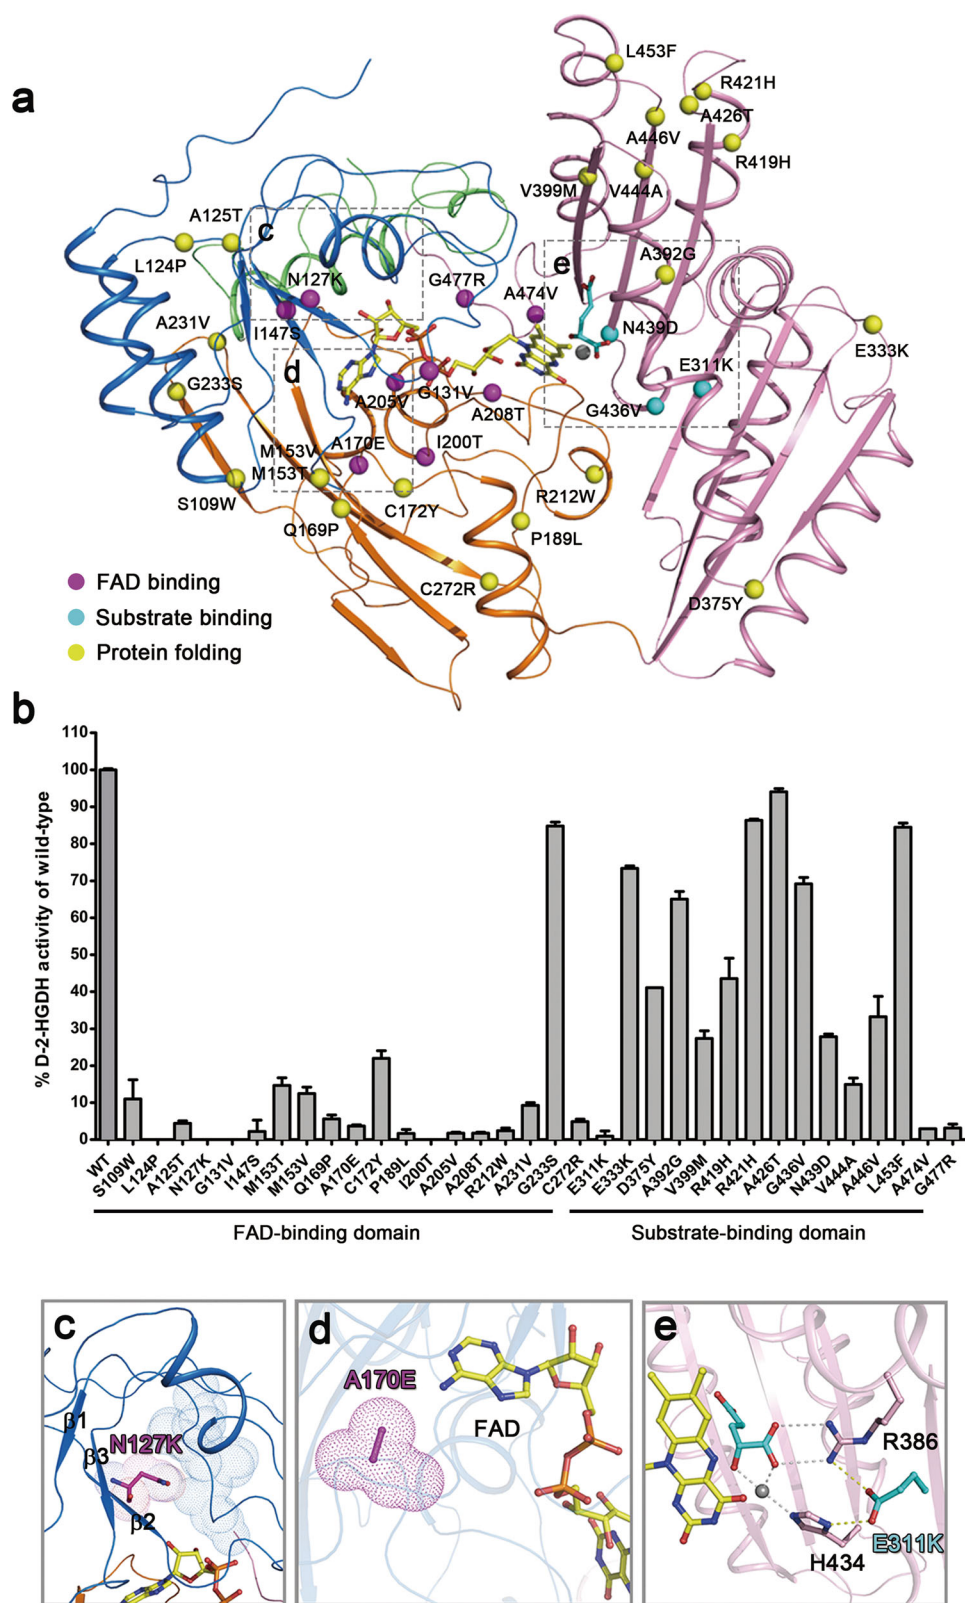 a
L453F
R421H
A426T
A446V
R419H
V399M
V444A
A125T
c
L124P
N127K
G477R
e
A392G
A474V
A231V
I147S
N439D
E333K
d
E311K
G233S
A205V
G131V
A208T
G436V
M153V
A170E
I200T
M153T
S109W
C172Y
R212W
Q169P
P189L
C272R
D375Y
FAD binding
Substrate binding
Protein folding
b
% D-2-HGDH activity of wild-type
110
100
90
80
70
60
50
40
30
20
10
0
WT S109W L124P A125T N127K G131V I147S M153T M153V Q169P A170E C172Y P189L I200T A205V A208T R212W A231V G233S C272R E311K E333K D375Y A392G V399M R419H R421H A426T G436V N439D V444A A446V L453F A474V G477R
FAD-binding domain Substrate-binding domain
c
β1
N127K
β3
β2
d
A170E
FAD
e
R386
E311K
H434